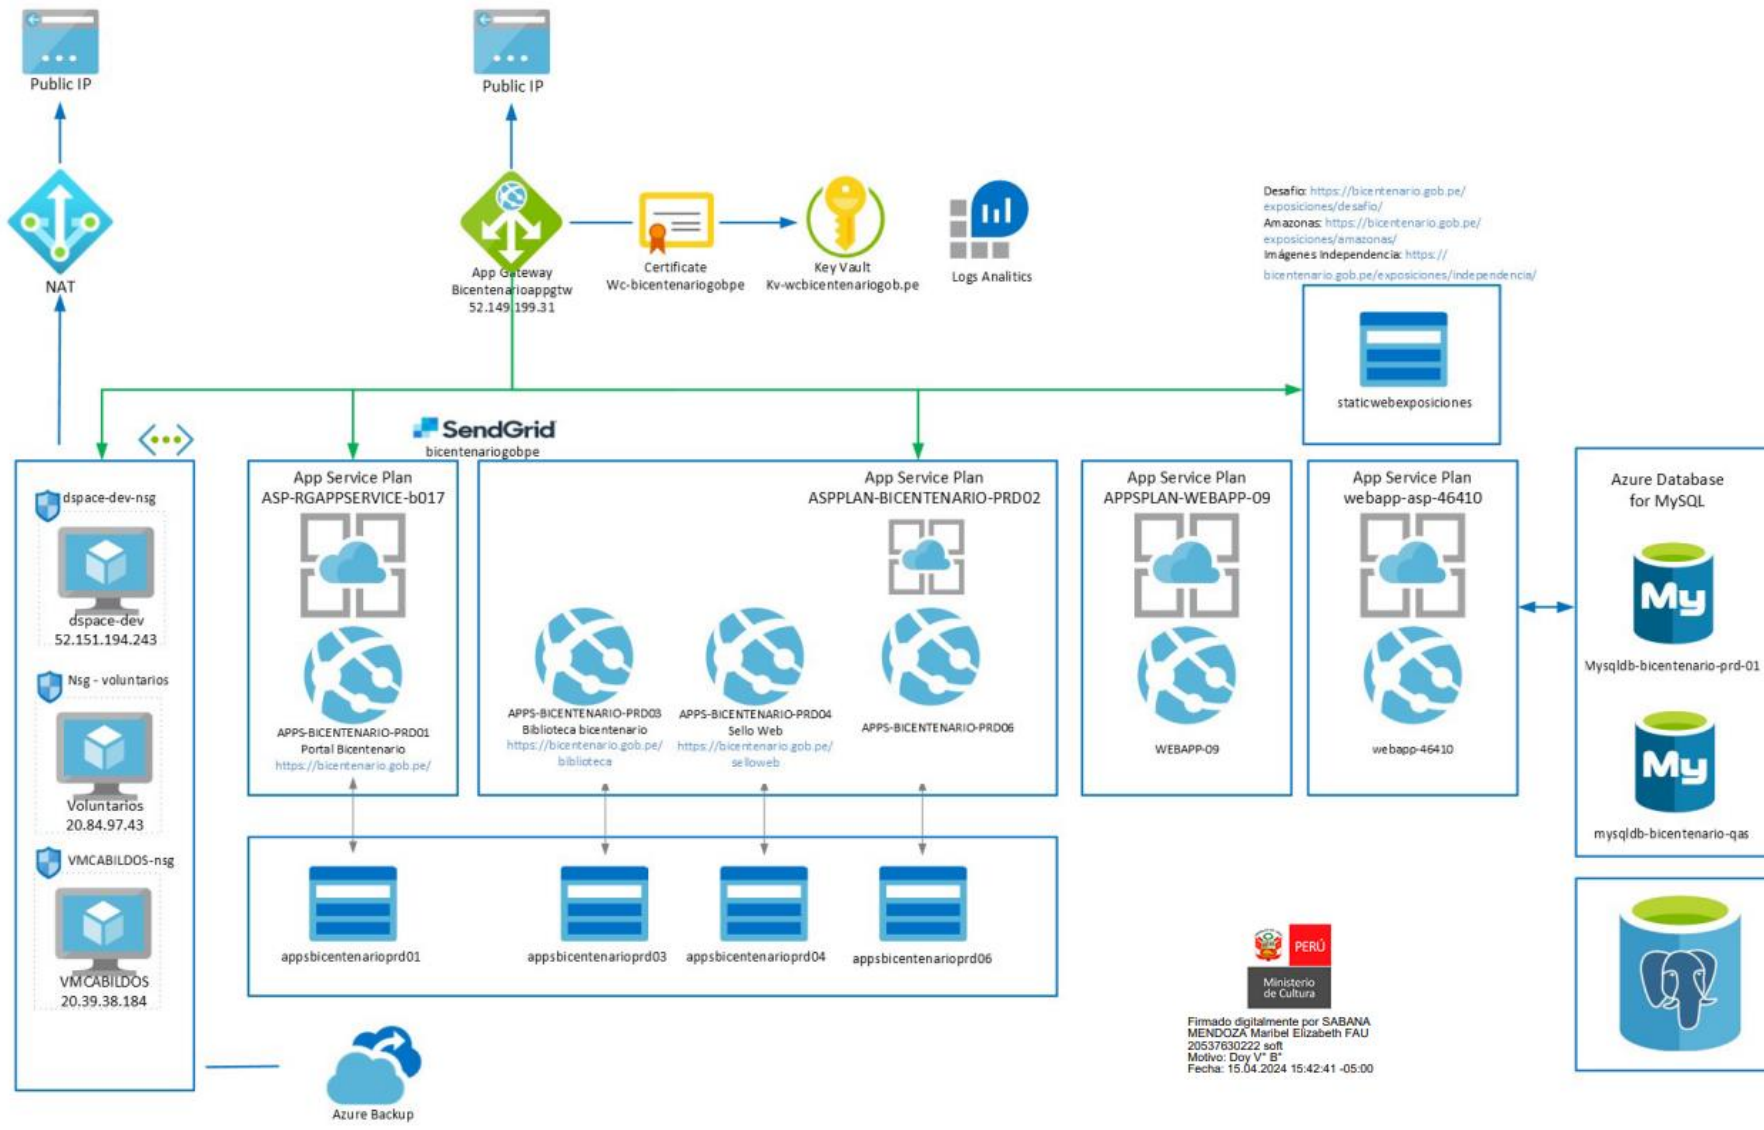 Public IP
Public IP
NAT
App Gateway
Bicentenarioappgtw
52.149.199.31
Certificate
Wc-bicentenariogobpe
Key Vault
Kv-wcbicentenariogob.pe
Logs Analitics
Desafio: https://bicentenario.gob.pe/
exposiciones/desafio/
Amazonas: https://bicentenario.gob.pe/
exposiciones/amazonas/
Imágenes Independencia: https://
bicentenario.gob.pe/exposiciones/independencia/
staticwebexposiciones
SendGrid
bicentenariogobpe
dspace-dev-nsg
dspace-dev
52.151.194.243
Nsg - voluntarios
Voluntarios
20.84.97.43
VMCABILDOS-nsg
VMCABILDOS
20.39.38.184
App Service Plan
ASP-RGAPPSERVICE-b017
APPS-BICENTENARIO-PRD01
Portal Bicentenario
https://bicentenario.gob.pe/
App Service Plan
ASPPLAN-BICENTENARIO-PRD02
APPS-BICENTENARIO-PRD03
Biblioteca bicentenario
https://bicentenario.gob.pe/
biblioteca
APPS-BICENTENARIO-PRD04
Sello Web
https://bicentenario.gob.pe/
selloweb
APPS-BICENTENARIO-PRD06
App Service Plan
APPSPLAN-WEBAPP-09
WEBAPP-09
App Service Plan
webapp-asp-46410
webapp-46410
Azure Database
for MySQL
My
Mysqldb-bicentenario-prd-01
My
mysqldb-bicentenario-qas
appsbicentenarioprd01
appsbicentenarioprd03
appsbicentenarioprd04
appsbicentenarioprd06
Azure Backup
PERÚ
Ministerio
de Cultura
Firmado digitalmente por SABANA
MENDOZA Maribel Elizabeth FAU
20537630222 soft
Motivo: Doy V° B°
Fecha: 15.04.2024 15:42:41 -05:00